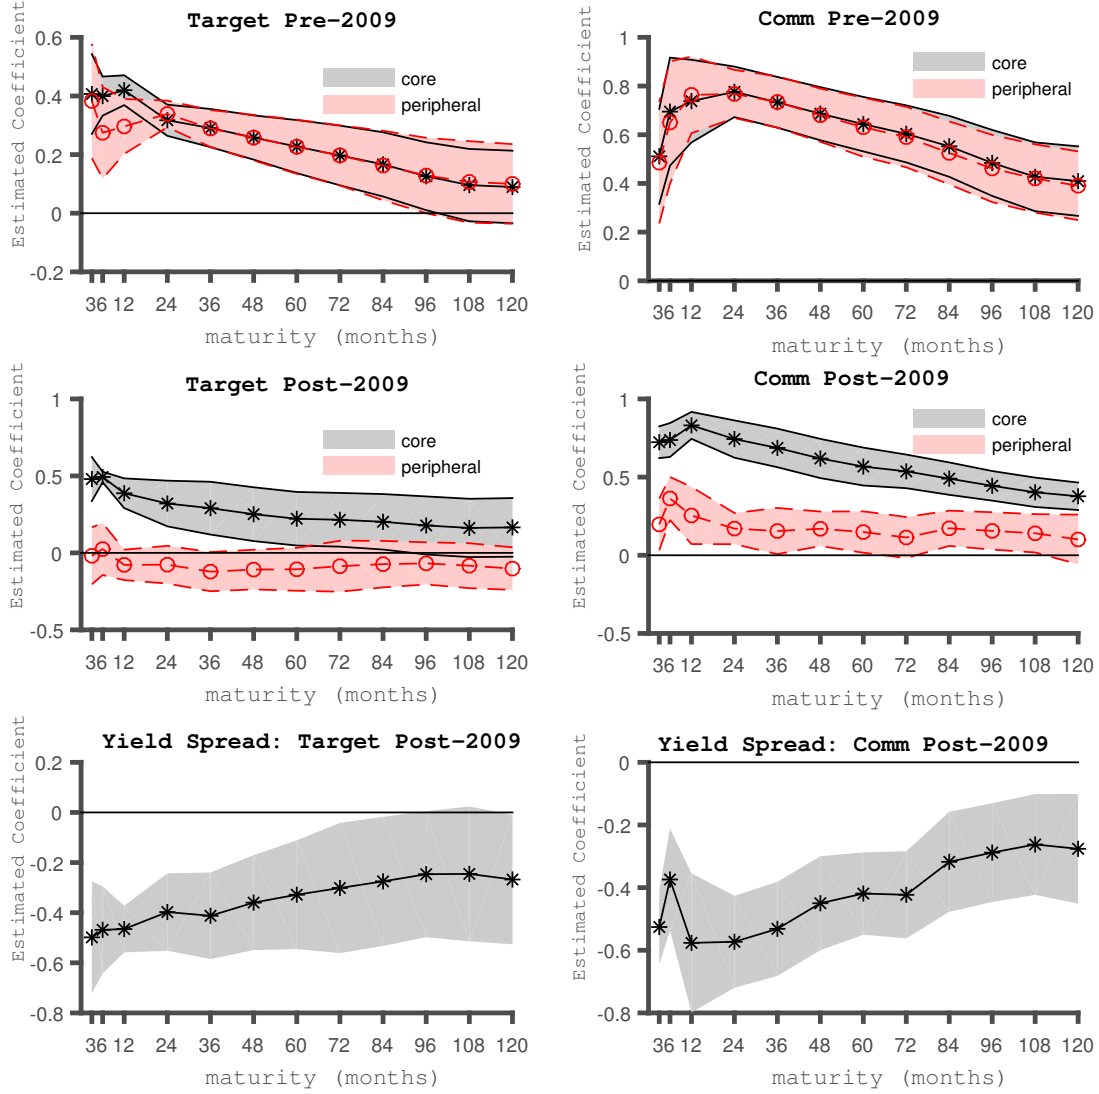 Target Pre-2009
Estimated Coefficient
0.6
0.4
0.2
0
-0.2
core
peripheral
36 12 24 36 48 60 72 84 96 108 120
maturity (months)
Comm Pre-2009
Estimated Coefficient
1
0.8
0.6
0.4
0.2
0
core
peripheral
36 12 24 36 48 60 72 84 96 108 120
maturity (months)
Target Post-2009
Estimated Coefficient
1
0.5
0
-0.5
core
peripheral
36 12 24 36 48 60 72 84 96 108 120
maturity (months)
Comm Post-2009
Estimated Coefficient
1
0.5
0
-0.5
core
peripheral
36 12 24 36 48 60 72 84 96 108 120
maturity (months)
Yield Spread: Target Post-2009
Estimated Coefficient
0.2
0
-0.2
-0.4
-0.6
-0.8
36 12 24 36 48 60 72 84 96 108 120
maturity (months)
Yield Spread: Comm Post-2009
Estimated Coefficient
0
-0.2
-0.4
-0.6
-0.8
36 12 24 36 48 60 72 84 96 108 120
maturity (months)